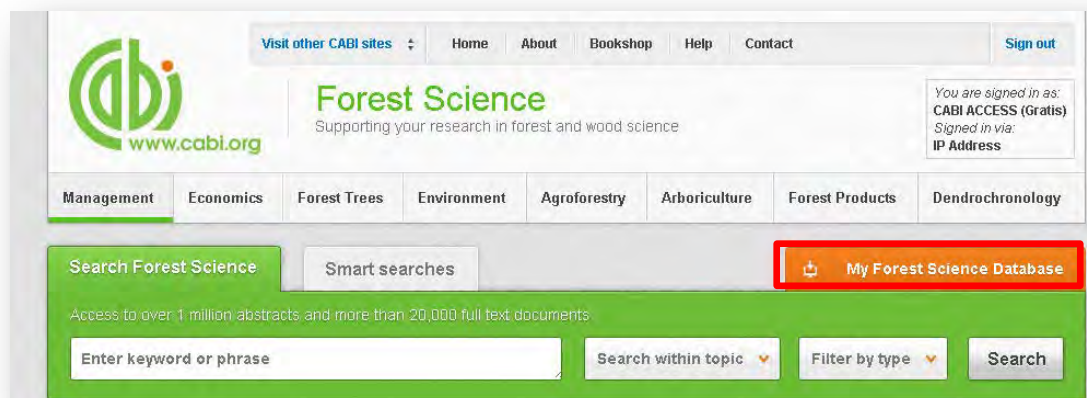 Visit other CABI sites Home About Bookshop Help Contact Sign out
cabi
www.cabi.org
Forest Science
Supporting your research in forest and wood science
You are signed in as:
CABI ACCESS (Gratis)
Signed in via:
IP Address
Management Economics Forest Trees Environment Agroforestry Arboriculture Forest Products Dendrochronology
Search Forest Science Smart searches My Forest Science Database
Access to over 1 million abstracts and more than 20,000 full text documents
Enter keyword or phrase Search within topic Filter by type Search